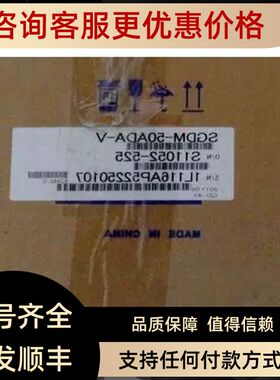 咨询客服更优惠价格
SGDM-50ADA-V
O/N S11052-525
S/N 1L116AP52250107
MADE IN CHINA
号齐全
品质保障 值得信赖
发顺丰
支持任何付款方式